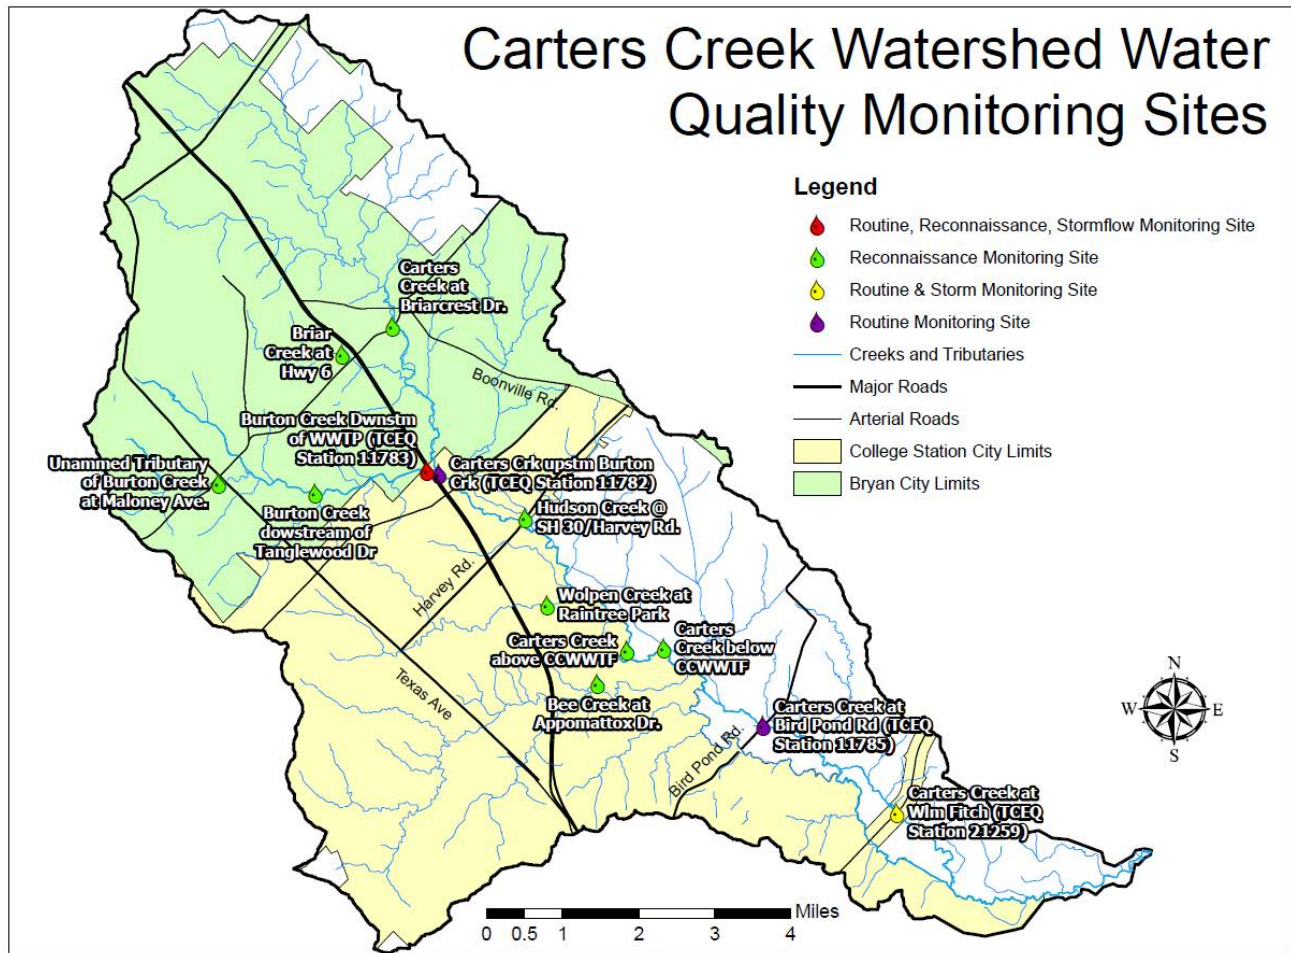 Carters Creek Watershed Water
Quality Monitoring Sites
Legend
Routine, Reconnaissance, Stormflow Monitoring Site
Reconnaissance Monitoring Site
Routine & Storm Monitoring Site
Routine Monitoring Site
Creeks and Tributaries
Major Roads
Arterial Roads
College Station City Limits
Bryan City Limits
Carters
Creek at
Briarcrest Dr.
Briar
Creek at
Hwy 6
Boonville Rd.
Burton Creek Dwnstm
of WWTP (TCEQ
Station 11783)
Unammed Tributary
of Burton Creek
at Maloney Ave.
Carters Crk upstm Burton
Crk (TCEQ Station 11782)
Burton Creek
dowstream of
Tanglewood Dr
Hudson Creek @
SH 30/Harvey Rd.
Harvey Rd.
Wolpen Creek at
Raintree Park
Carters Creek
above CCWWTF
Carters
Creek below
CCWWTF
Texas Ave
Bee Creek at
Appomattox Dr.
Bird Pond Rd.
Carters Creek at
Bird Pond Rd (TCEQ
Station 11785)
Carters Creek at
Wlm Fitch (TCEQ
Station 21259)
N
W E
S
Miles
0 0.5 1 2 3 4